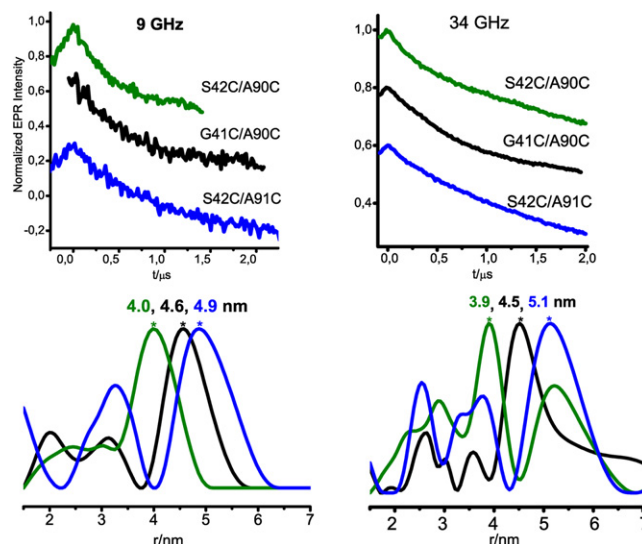 9 GHz
Normalized EPR Intensity
1,0
0,8
0,6
0,4
0,2
0,0
-0,2
S42C/A90C
G41C/A90C
S42C/A91C
0,0 0,5 1,0 1,5 2,0
t/μs
34 GHz
1,0
0,8
0,6
0,4
S42C/A90C
G41C/A90C
S42C/A91C
0,0 0,5 1,0 1,5 2,0
t/μs
4.0, 4.6, 4.9 nm
* * *
2 3 4 5 6 7
r/nm
3.9, 4.5, 5.1 nm
* * *
2 3 4 5 6 7
r/nm